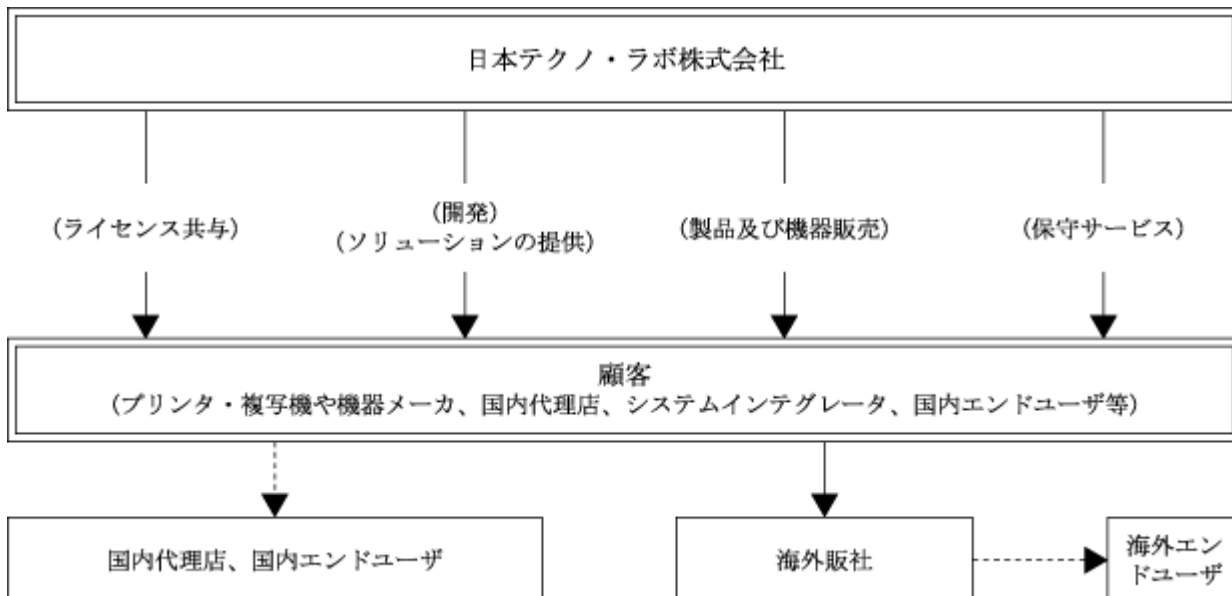 日本テクノ・ラボ株式会社
（ライセンス共与）
（開発）
（ソリューションの提供）
（製品及び機器販売）
（保守サービス）
顧客
（プリンタ・複写機や機器メーカ、国内代理店、システムインテグレータ、国内エンドユーザ等）
国内代理店、国内エンドユーザ
海外販社
海外エン
ドユーザ